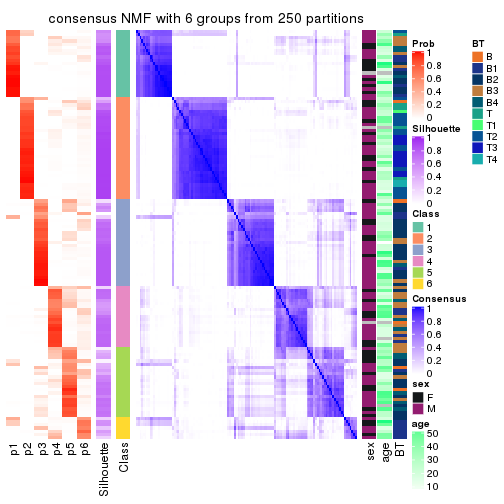 consensus NMF with 6 groups from 250 partitions
Prob
1
0.8
0.6
0.4
0.2
0
Silhouette
1
0.8
0.6
0.4
0.2
0
Class
1
2
3
4
5
6
Consensus
1
0.8
0.6
0.4
0.2
0
sex
F
M
age
50
40
30
20
10
BT
B
B1
B2
B3
B4
T
T1
T2
T3
T4
p1
p2
p3
p4
p5
p6
Silhouette
Class
sex
age
BT